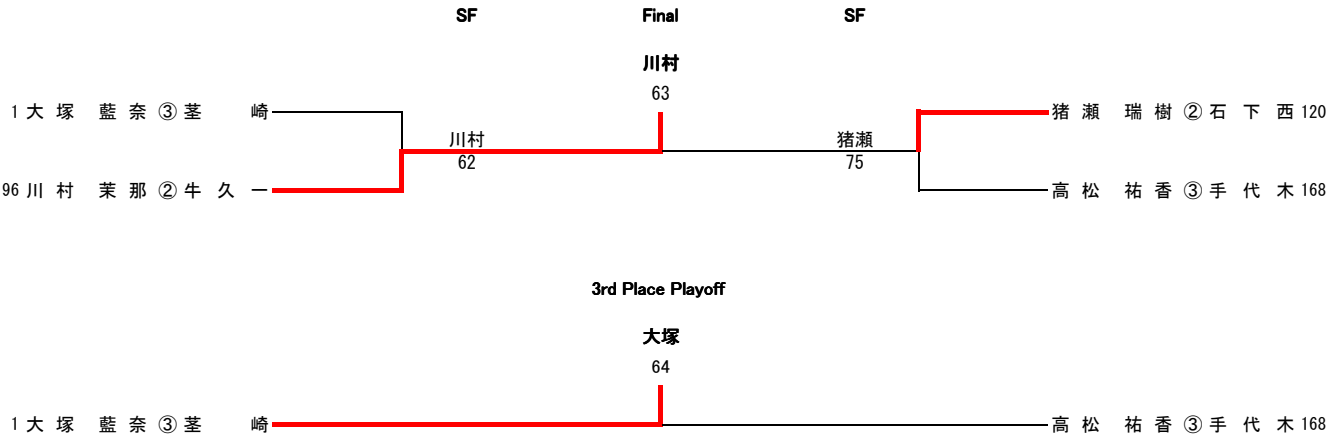 SF Final SF
川村
63
1 大塚 藍奈 ③ 茎崎 猪瀬 瑞樹 ② 石下西 120
川村 猪瀬
62 75
96 川村 茉那 ② 牛久一 高松 祐香 ③ 手代木 168
3rd Place Playoff
大塚
64
1 大塚 藍奈 ③ 茎崎 高松 祐香 ③ 手代木 168